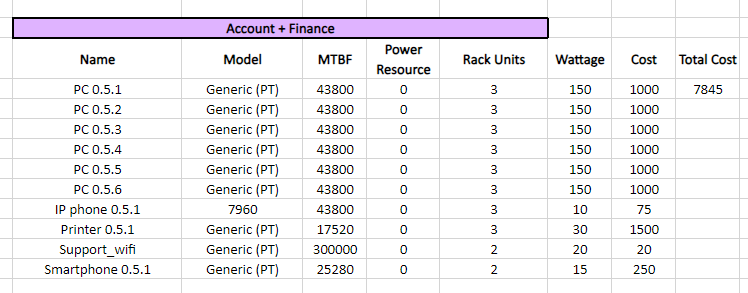 Account + Finance
Name Model MTBF Power Resource Rack Units Wattage Cost Total Cost
PC 0.5.1 Generic (PT) 43800 0 3 150 1000 7845
PC 0.5.2 Generic (PT) 43800 0 3 150 1000
PC 0.5.3 Generic (PT) 43800 0 3 150 1000
PC 0.5.4 Generic (PT) 43800 0 3 150 1000
PC 0.5.5 Generic (PT) 43800 0 3 150 1000
PC 0.5.6 Generic (PT) 43800 0 3 150 1000
IP phone 0.5.1 7960 43800 0 3 10 75
Printer 0.5.1 Generic (PT) 17520 0 3 30 1500
Support_wifi Generic (PT) 300000 0 2 20 20
Smartphone 0.5.1 Generic (PT) 25280 0 2 15 250